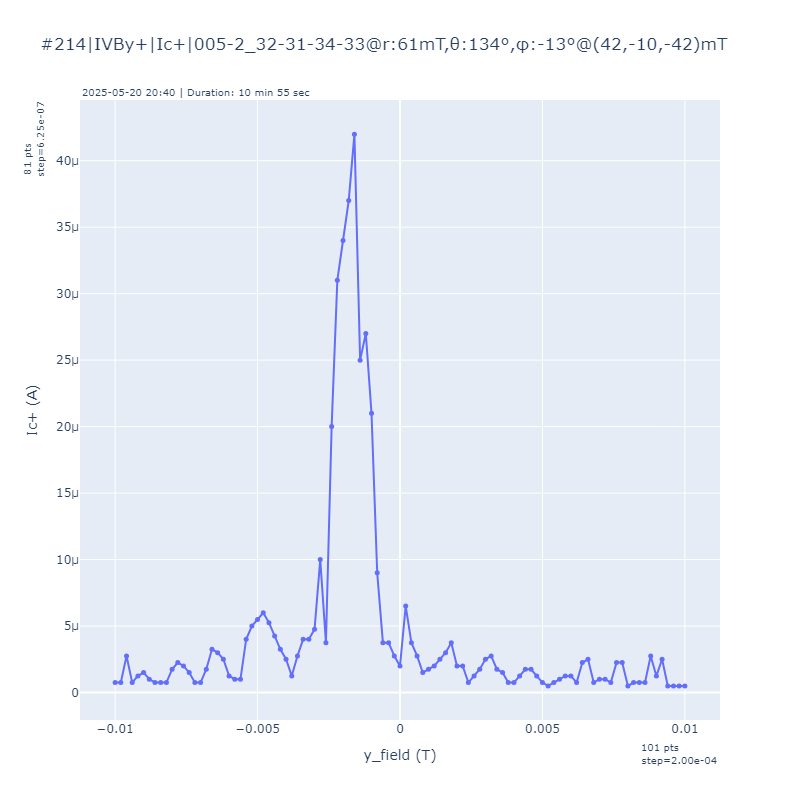 #214|IVBy+|Ic+|005-2_32-31-34-33@r:61mT,θ:134°,φ:-13°@(42,-10,-42)mT
2025-05-20 20:40 | Duration: 10 min 55 sec
81 pts
step=6.25e-07
40μ
35μ
30μ
25μ
20μ
15μ
10μ
5μ
0
Ic+ (A)
−0.01
−0.005
0
0.005
0.01
y_field (T)
101 pts
step=2.00e-04